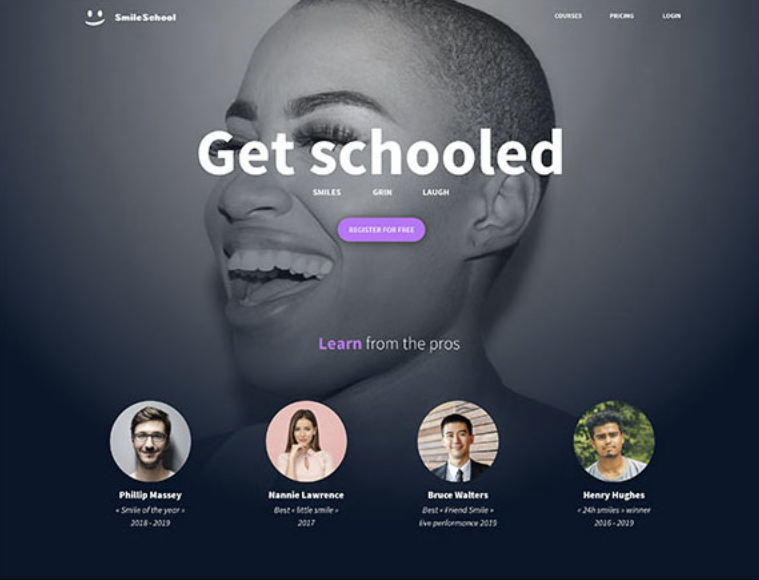 SmileSchool
COURSES PRICING LOGIN
Get schooled
SMILES GRIN LAUGH
REGISTER FOR FREE
Learn from the pros
Phillip Massey Nannie Lawrence Bruce Walters Henry Hughes
« Smile of the year » Best « little smile » Best « Friend Smile » « 24h smiles » winner
2018 - 2019 2017 live performance 2015 2016 - 2019